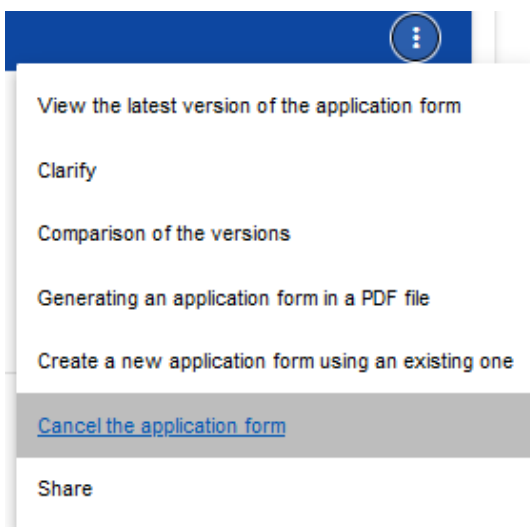 View the latest version of the application form
Clarify
Comparison of the versions
Generating an application form in a PDF file
Create a new application form using an existing one
Cancel the application form
Share